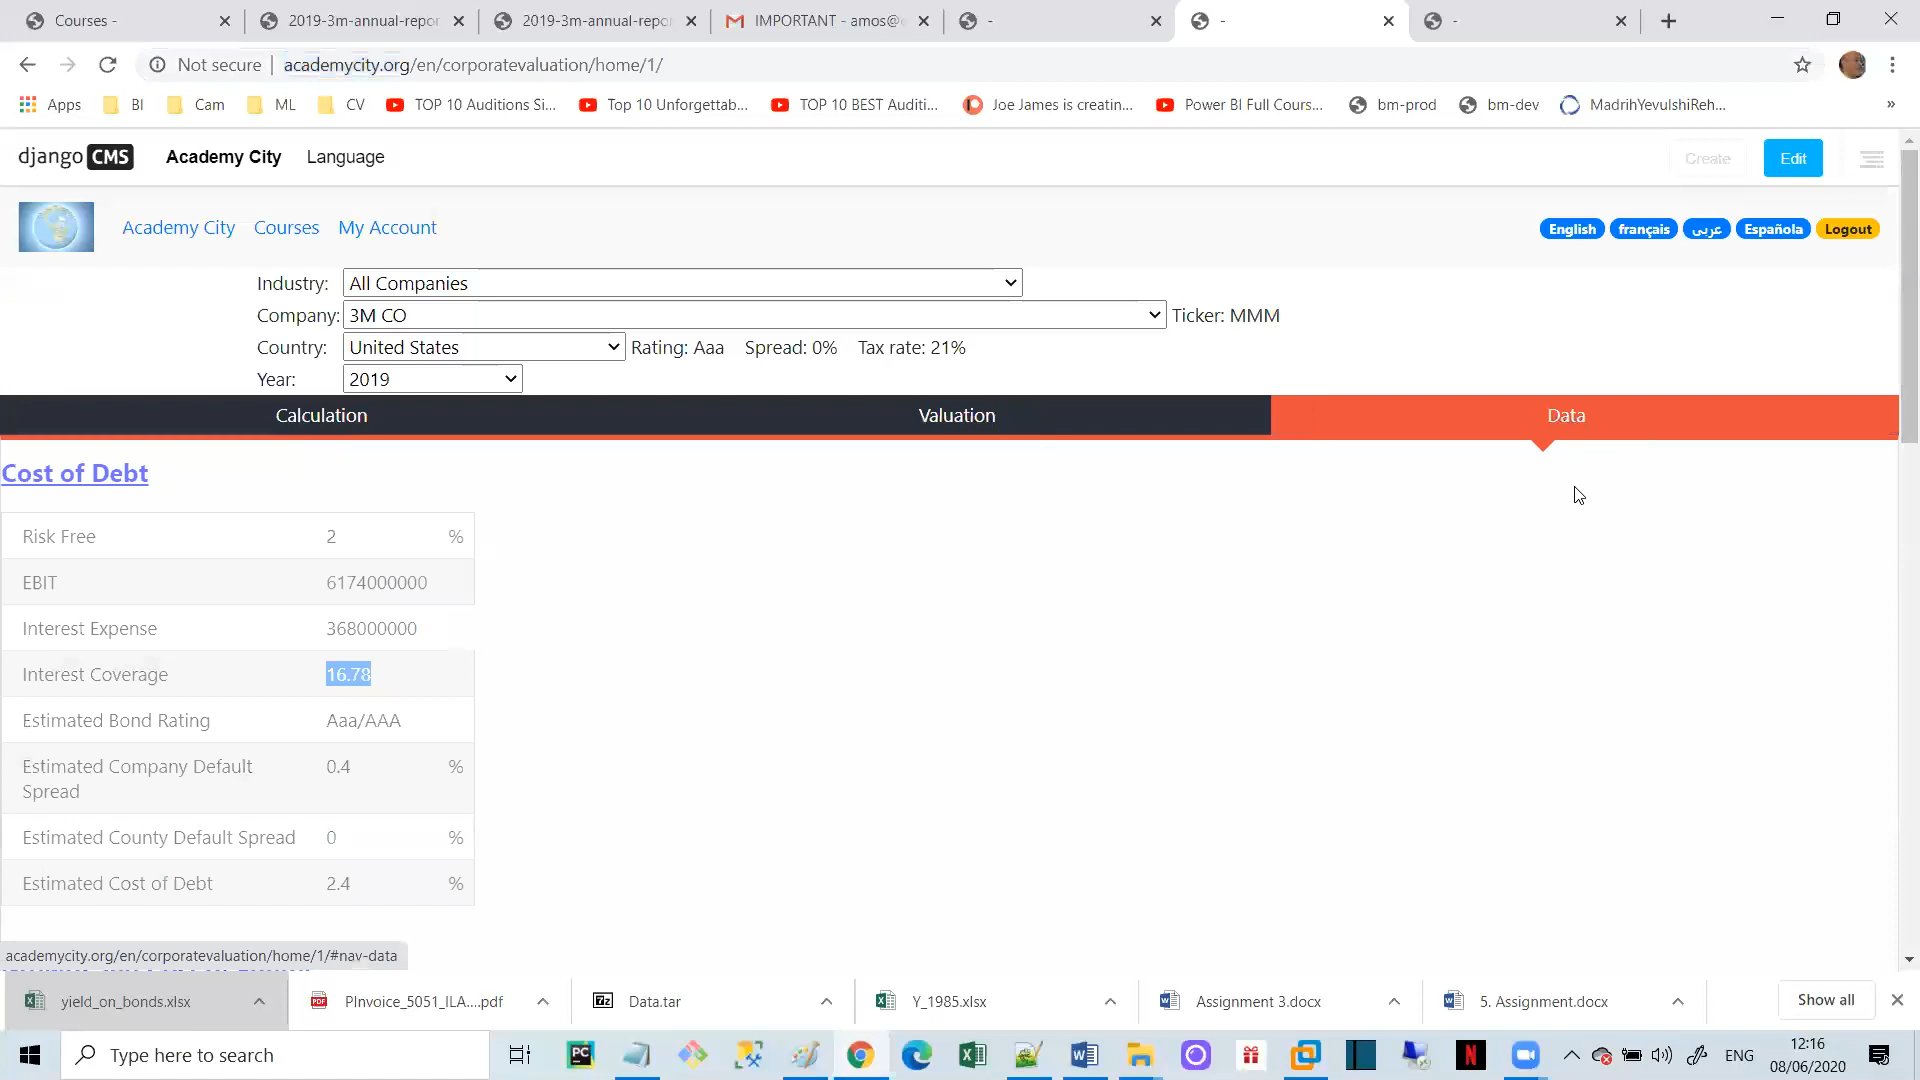 Courses -
2019-3m-annual-repor
2019-3m-annual-repor
IMPORTANT - amos@
-
-
-
Not secure | academycity.org/en/corporatevaluation/home/1/
Apps BI Cam ML CV TOP 10 Auditions Si... Top 10 Unforgettab... TOP 10 BEST Auditi... Joe James is creatin... Power BI Full Cours... bm-prod bm-dev MadrihYevulshiReh... »
django CMS Academy City Language Create Edit
Academy City Courses My Account English français عربى Española Logout
Industry: All Companies
Company: 3M CO Ticker: MMM
Country: United States Rating: Aaa Spread: 0% Tax rate: 21%
Year: 2019
Calculation Valuation Data
Cost of Debt
Risk Free 2 %
EBIT 6174000000
Interest Expense 368000000
Interest Coverage 16.78
Estimated Bond Rating Aaa/AAA
Estimated Company Default 0.4 %
Spread
Estimated County Default Spread 0 %
Estimated Cost of Debt 2.4 %
academycity.org/en/corporatevaluation/home/1/#nav-data
yield_on_bonds.xlsx PInvoice_5051_ILA....pdf Data.tar Y_1985.xlsx Assignment 3.docx 5. Assignment.docx Show all
Type here to search ENG 12:16
08/06/2020